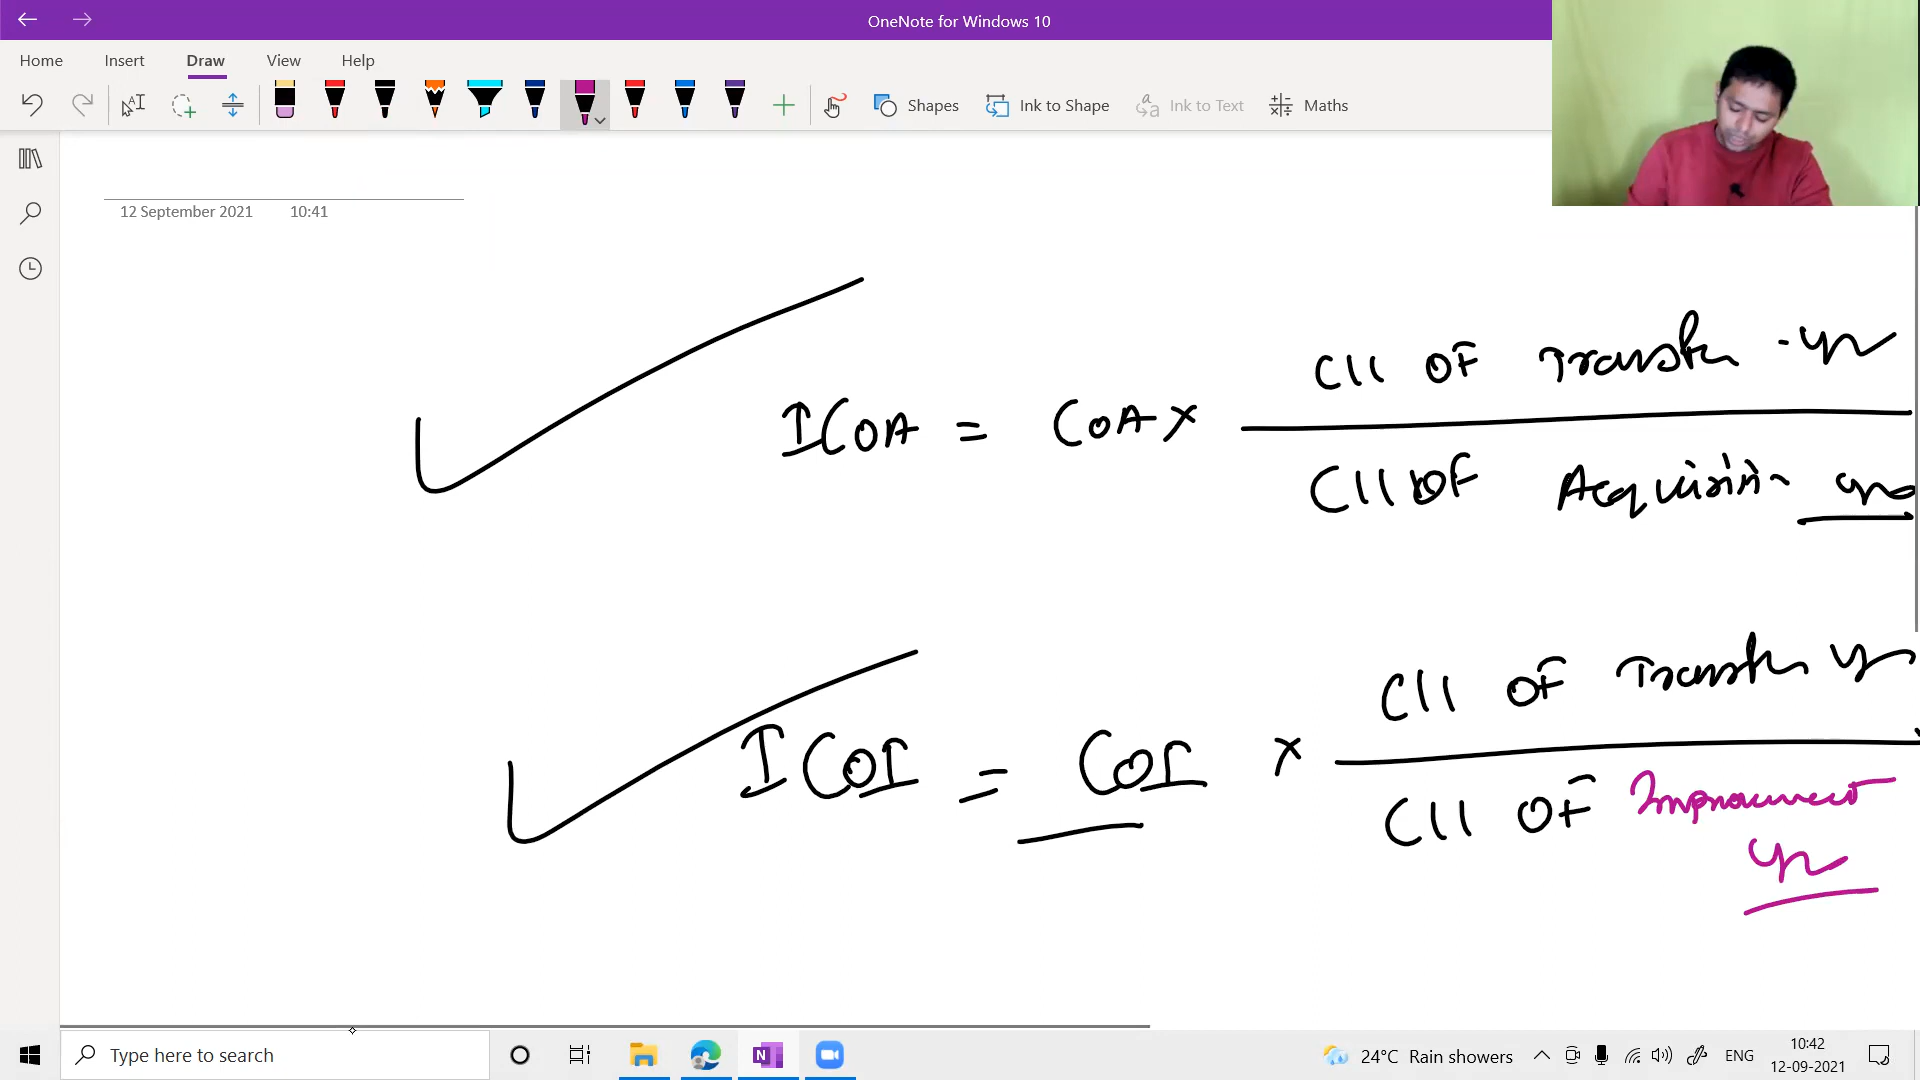 OneNote for Windows 10
Home Insert Draw View Help
Shapes Ink to Shape Ink to Text Maths
12 September 2021 10:41
CII OF Transfer yr
ICOA = COA x
CII OF Acquisition
CII OF Transfer yr
ICOI = COI x
CII OF Improvement
yr
Type here to search
24°C Rain showers ENG 10:42
12-09-2021